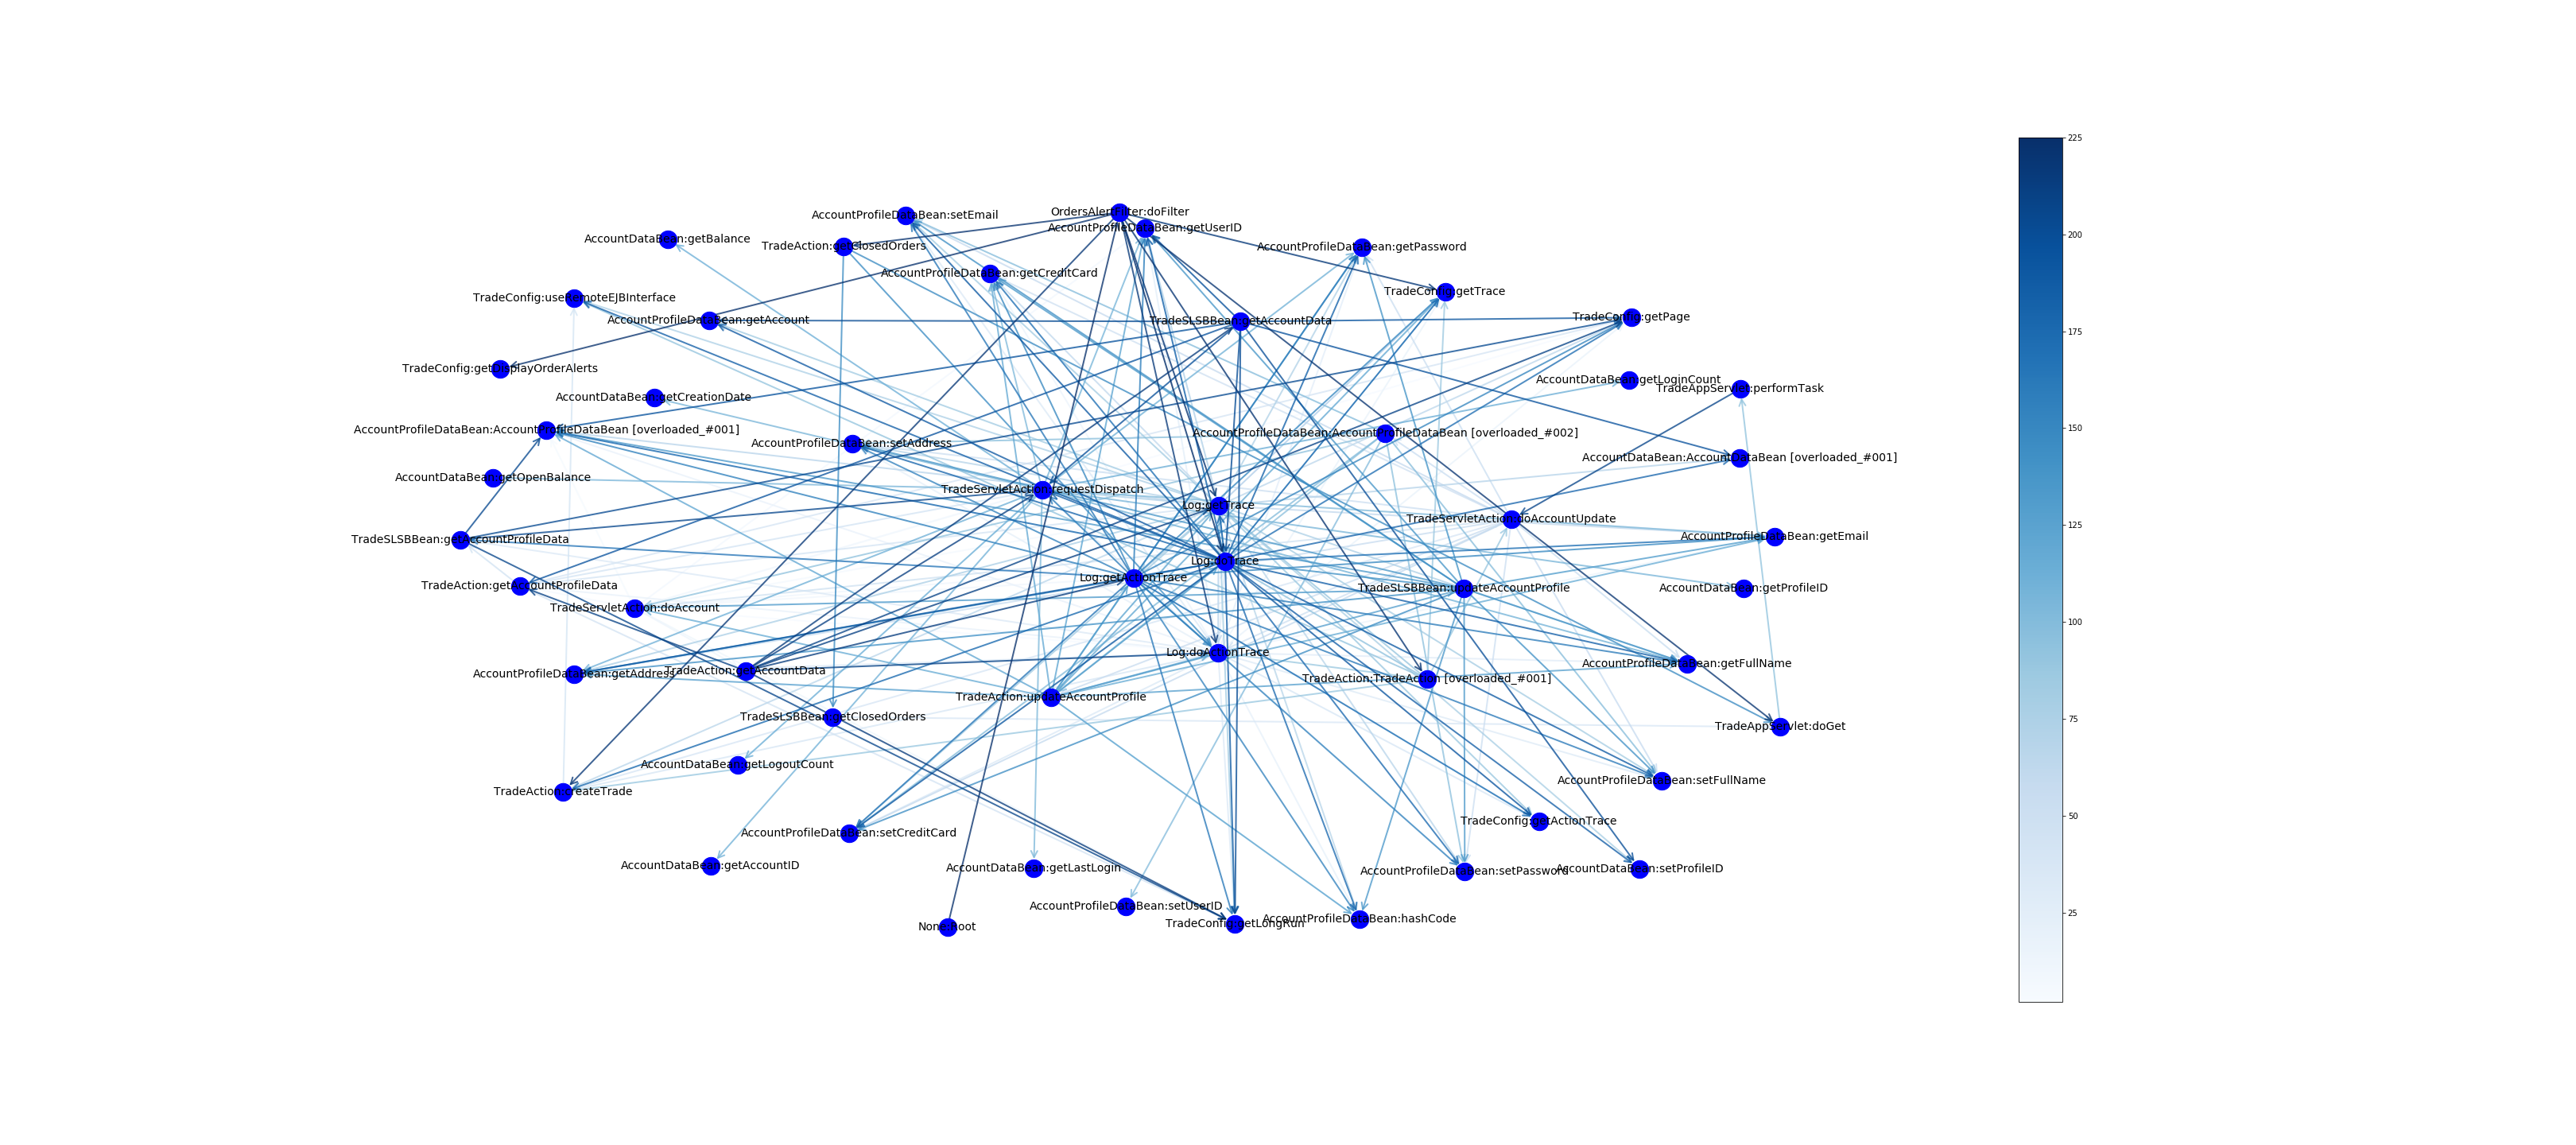 225
OrdersAlertFilter:doFilter
AccountProfileDataBean:setEmail
AccountProfileDataBean:getUserID
AccountDataBean:getBalance
TradeAction:getClosedOrders
AccountProfileDataBean:getPassword
200
AccountProfileDataBean:getCreditCard
TradeConfig:getTrace
TradeConfig:useRemoteEJBInterface
AccountProfileDataBean:getAccount
TradeSLSBBean:getAccountData
TradeConfig:getPage
175
TradeConfig:getDisplayOrderAlerts
AccountDataBean:getLoginCount
TradeAppServlet:performTask
AccountDataBean:getCreationDate
150
AccountProfileDataBean:AccountProfileDataBean [overloaded_#001]
AccountProfileDataBean:AccountProfileDataBean [overloaded_#002]
AccountProfileDataBean:setAddress
AccountDataBean:AccountDataBean [overloaded_#001]
AccountDataBean:getOpenBalance
TradeServletAction:requestDispatch
Log:getTrace
TradeServletAction:doAccountUpdate
125
TradeSLSBBean:getAccountProfileData
AccountProfileDataBean:getEmail
Log:doTrace
Log:getActionTrace
TradeAction:getAccountProfileData
TradeSLSBBean:updateAccountProfile
AccountDataBean:getProfileID
TradeServletAction:doAccount
100
Log:doActionTrace
AccountProfileDataBean:getFullName
AccountProfileDataBean:getAddress
TradeAction:getAccountData
TradeAction:TradeAction [overloaded_#001]
TradeAction:updateAccountProfile
TradeSLSBBean:getClosedOrders
75
TradeAppServlet:doGet
AccountDataBean:getLogoutCount
AccountProfileDataBean:setFullName
TradeAction:createTrade
50
TradeConfig:getActionTrace
AccountProfileDataBean:setCreditCard
AccountDataBean:getAccountID
AccountDataBean:getLastLogin
AccountProfileDataBean:setPassword
AccountDataBean:setProfileID
AccountProfileDataBean:setUserID
25
AccountProfileDataBean:hashCode
TradeConfig:getLongRun
None:Root